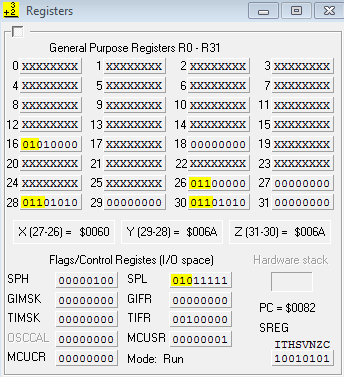 3
+2 Registers
General Purpose Registers R0 - R31
0 XXXXXXXX 1 XXXXXXXX 2 XXXXXXXX 3 XXXXXXXX
4 XXXXXXXX 5 XXXXXXXX 6 XXXXXXXX 7 XXXXXXXX
8 XXXXXXXX 9 XXXXXXXX 10 XXXXXXXX 11 XXXXXXXX
12 XXXXXXXX 13 XXXXXXXX 14 XXXXXXXX 15 XXXXXXXX
16 01010000 17 XXXXXXXX 18 00000000 19 XXXXXXXX
20 XXXXXXXX 21 XXXXXXXX 22 XXXXXXXX 23 XXXXXXXX
24 XXXXXXXX 25 XXXXXXXX 26 01100000 27 00000000
28 01101010 29 00000000 30 01101010 31 00000000
X (27-26) = $0060 Y (29-28) = $006A Z (31-30) = $006A
Flags/Control Registes (I/O space) Hardware stack
SPH 00000100 SPL 01011111
GIMSK 00000000 GIFR 00000000
TIMSK 00000000 TIFR 00100000 PC = $0082
OSCCAL 00000000 MCUSR 00000001 SREG
ITHSVNZC
MCUCR 00000000 Mode: Run 10010101